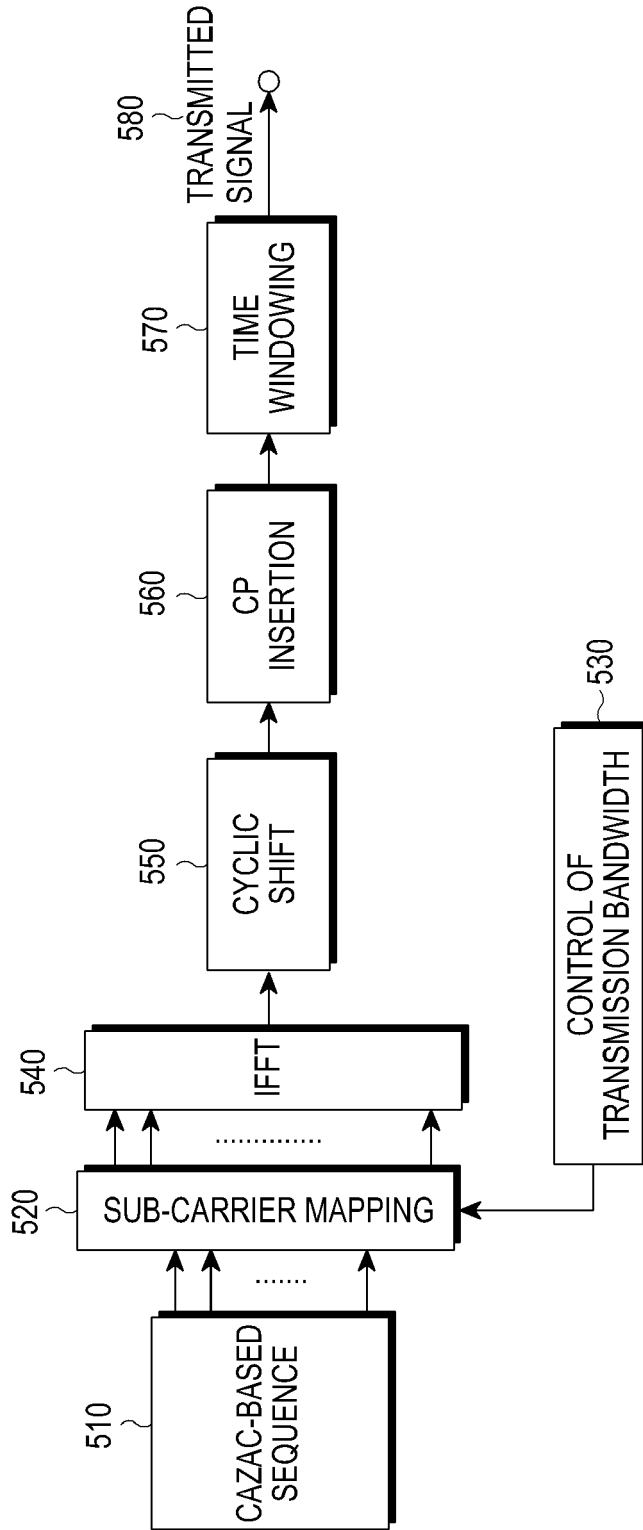 510
CAZAC-BASED
SEQUENCE
.......
520
SUB-CARRIER MAPPING
..............
530
CONTROL OF
TRANSMISSION BANDWIDTH
540
IFFT
550
CYCLIC
SHIFT
560
CP
INSERTION
570
TIME
WINDOWING
580
TRANSMITTED
SIGNAL